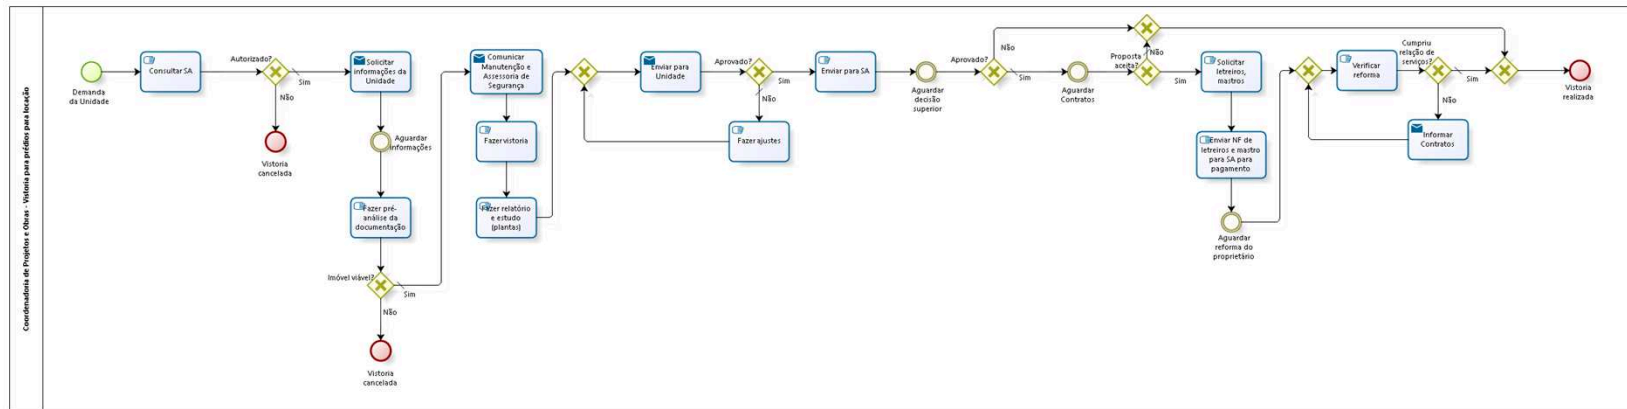 Coordenadoria de Projetos e Obras - Vistoria para prédios para locação
Demanda
da Unidade
Consultar SA
Autorizado?
Sim
Não
Vistoria
cancelada
Solicitar
informações da
Unidade
Aguardar
informações
Fazer pré-
análise da
documentação
Imóvel viável?
Sim
Não
Vistoria
cancelada
Comunicar
Manutenção e
Assessoria de
Segurança
Fazer vistoria
Fazer relatório
e estudo
(plantas)
Enviar para
Unidade
Aprovado?
Sim
Não
Fazer ajustes
Enviar para SA
Aguardar
decisão
superior
Aprovado?
Não
Sim
Aguardar
Contratos
Proposta
aceita?
Não
Sim
Solicitar
letreiros,
mastros
Enviar NF de
letreiros e mastro
para SA para
pagamento
Aguardar
reforma do
proprietário
Verificar
reforma
Cumpriu
relação de
serviços?
Sim
Não
Informar
Contratos
Vistoria
realizada